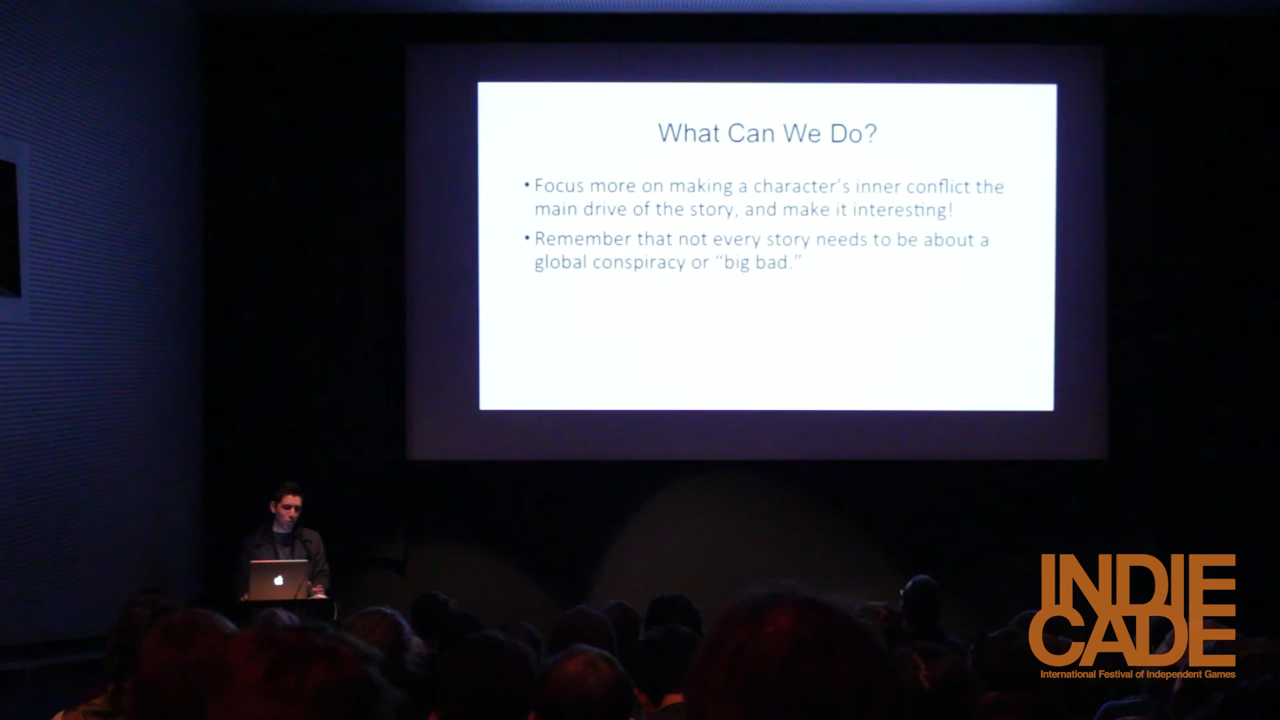 What Can We Do?
• Focus more on making a character's inner conflict the
main drive of the story, and make it interesting!
• Remember that not every story needs to be about a
global conspiracy or “big bad.”
INDIE
CADE
International Festival of Independent Games